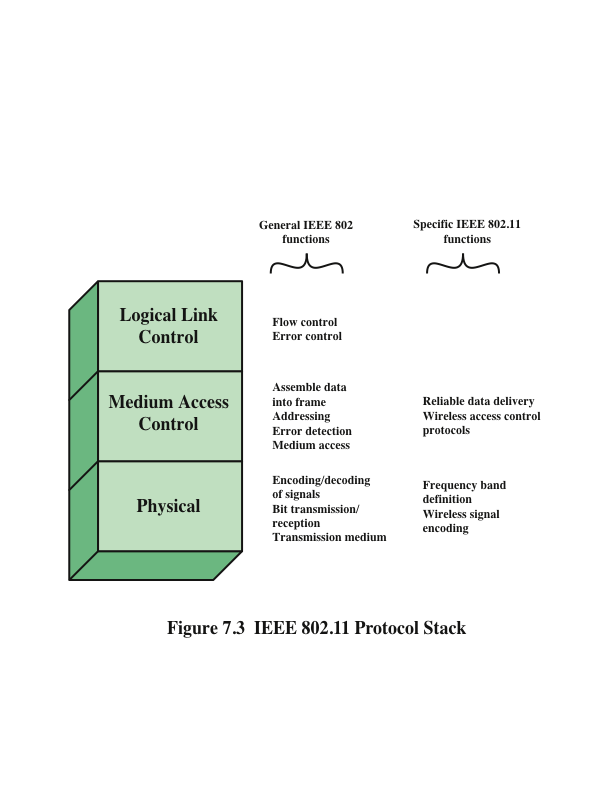 General IEEE 802
functions
Specific IEEE 802.11
functions
Logical Link
Control
Flow control
Error control
Medium Access
Control
Assemble data
into frame
Addressing
Error detection
Medium access
Reliable data delivery
Wireless access control
protocols
Physical
Encoding/decoding
of signals
Bit transmission/
reception
Transmission medium
Frequency band
definition
Wireless signal
encoding
Figure 7.3 IEEE 802.11 Protocol Stack